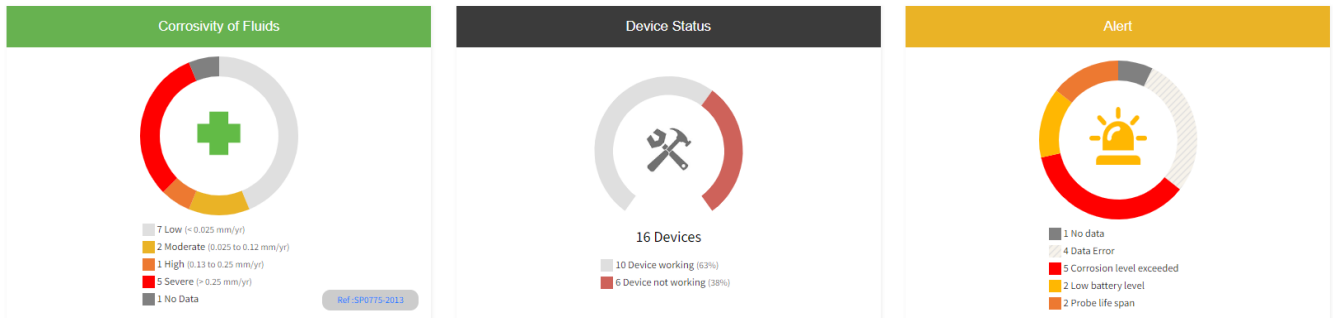 Corrosivity of Fluids
7 Low (< 0.025 mm/yr)
2 Moderate (0.025 to 0.12 mm/yr)
1 High (0.13 to 0.25 mm/yr)
5 Severe (> 0.25 mm/yr)
1 No Data
Ref :SP0775-2013
Device Status
16 Devices
10 Device working (63%)
6 Device not working (38%)
Alert
1 No data
4 Data Error
5 Corrosion level exceeded
2 Low battery level
2 Probe life span